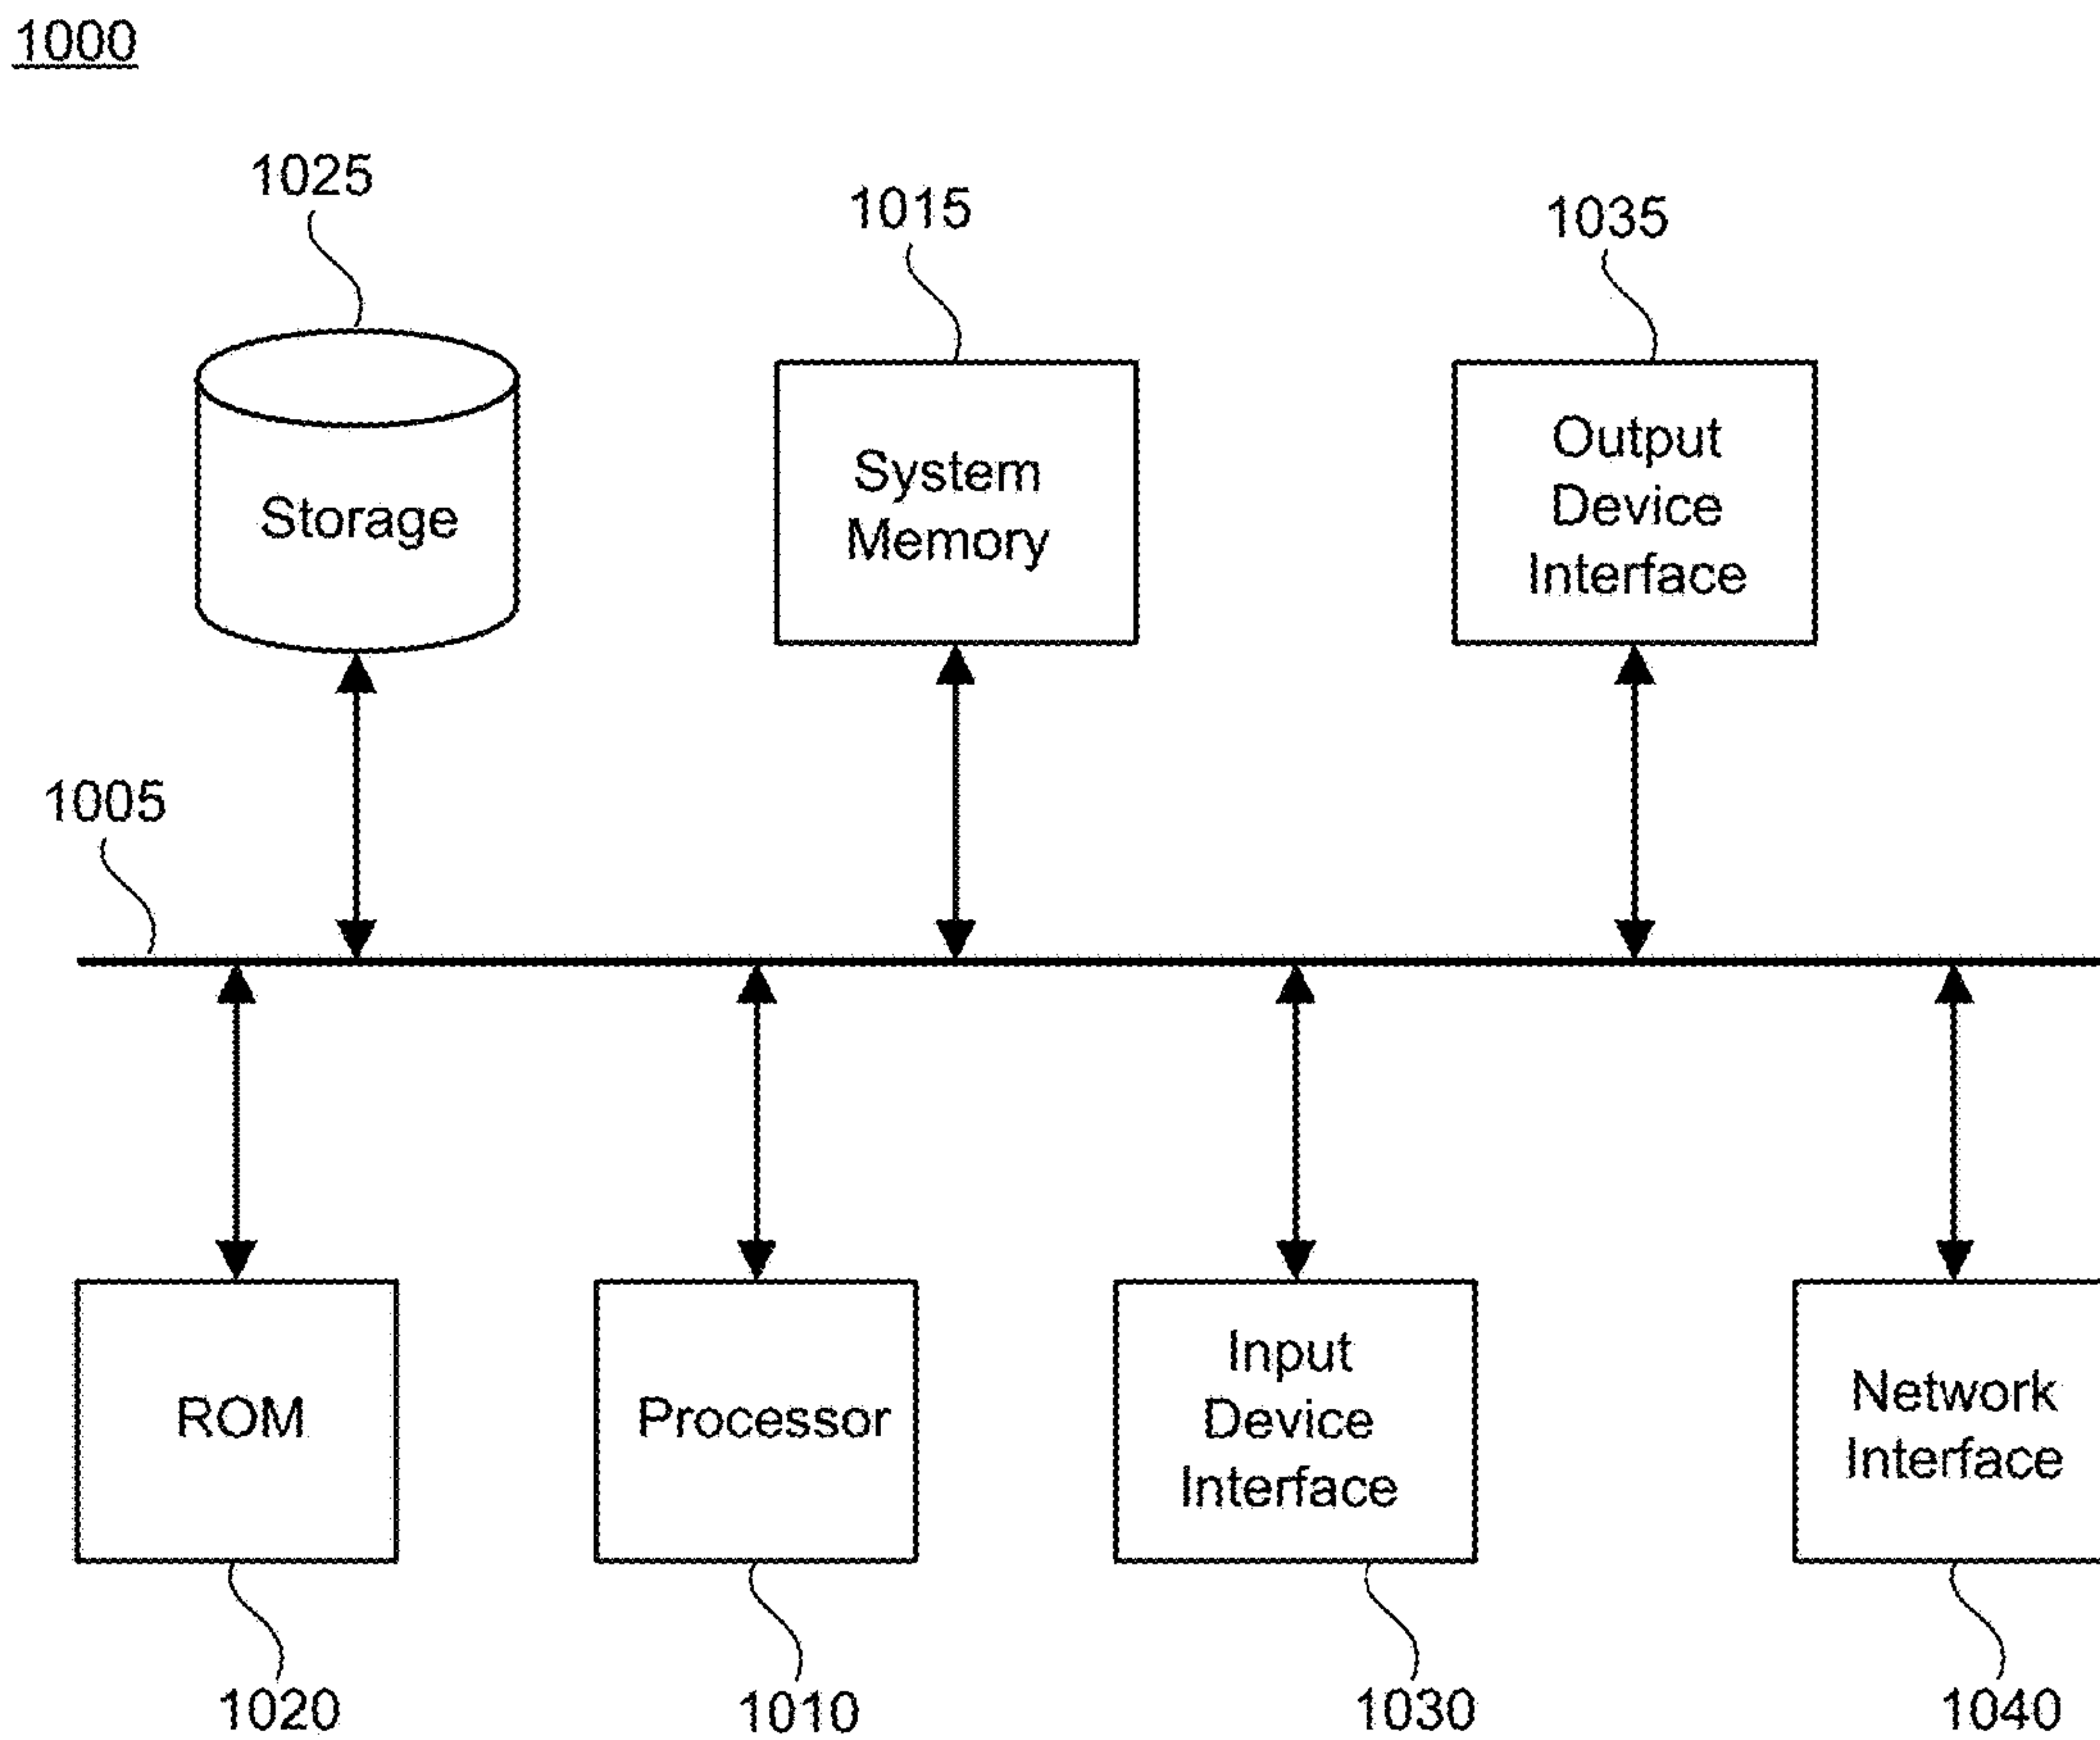 1000
1025
1015
1035
Storage
System
Memory
Output
Device
Interface
1005
ROM
Processor
Input
Device
Interface
Network
Interface
1020
1010
1030
1040